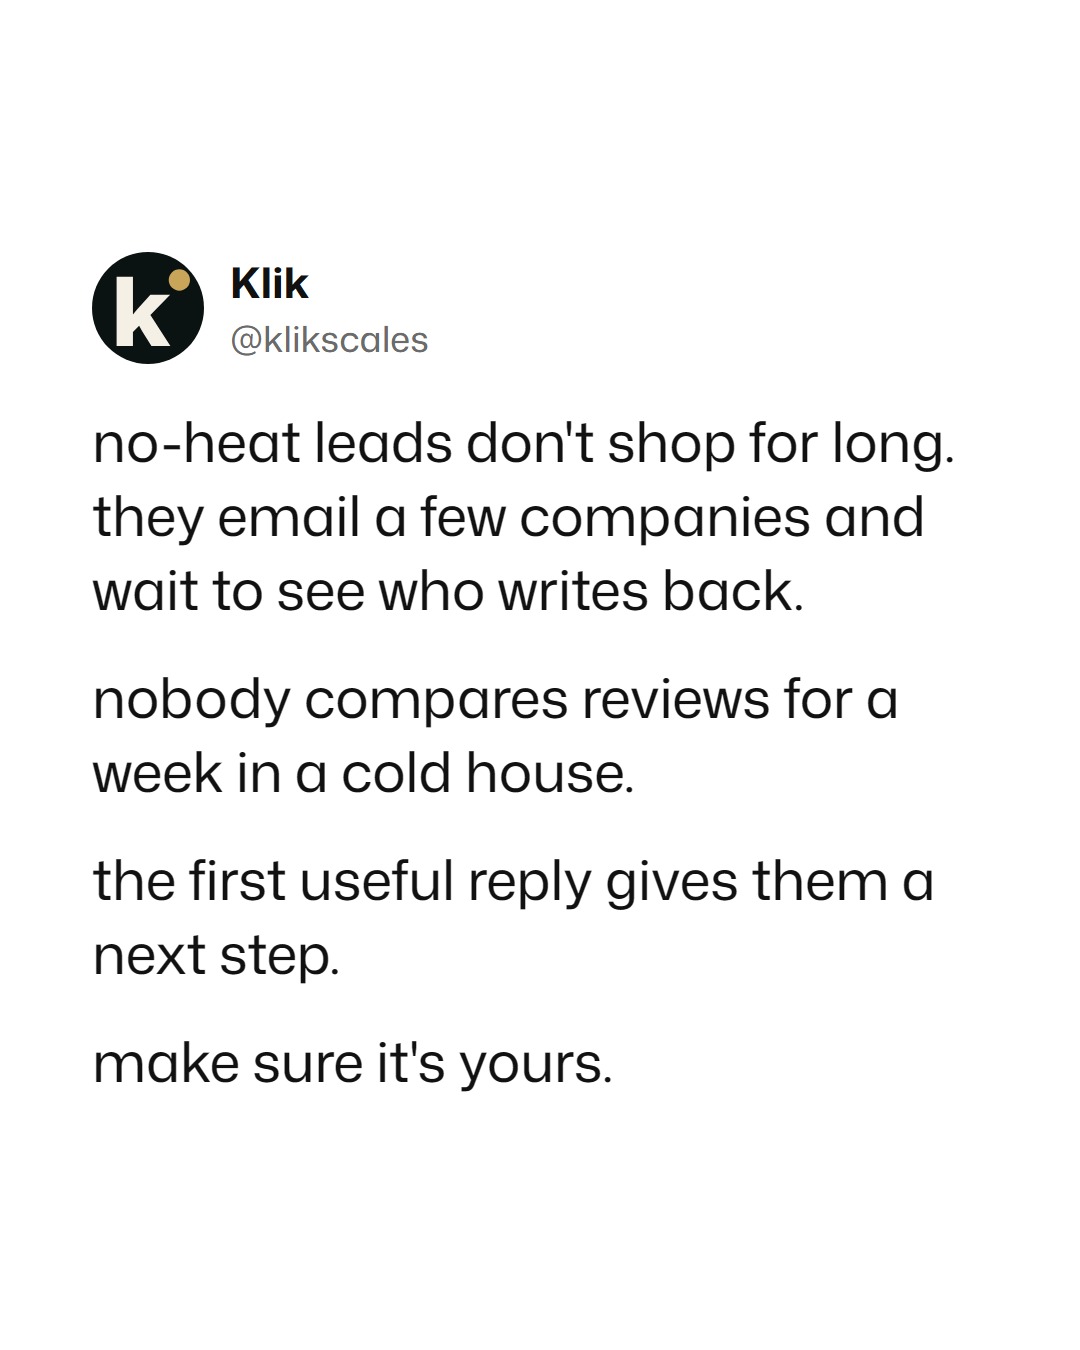 k
Klik
@klikscales
no-heat leads don't shop for long.
they email a few companies and
wait to see who writes back.
nobody compares reviews for a
week in a cold house.
the first useful reply gives them a
next step.
make sure it's yours.